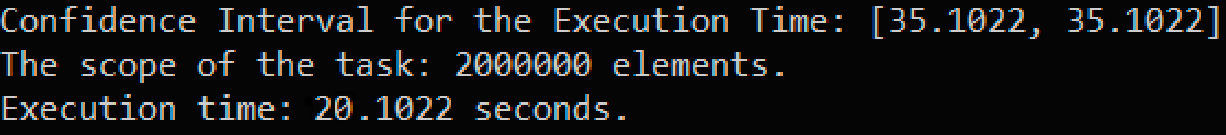 Confidence Interval for the Execution Time: [35.1022, 35.1022]
The scope of the task: 2000000 elements.
Execution time: 20.1022 seconds.